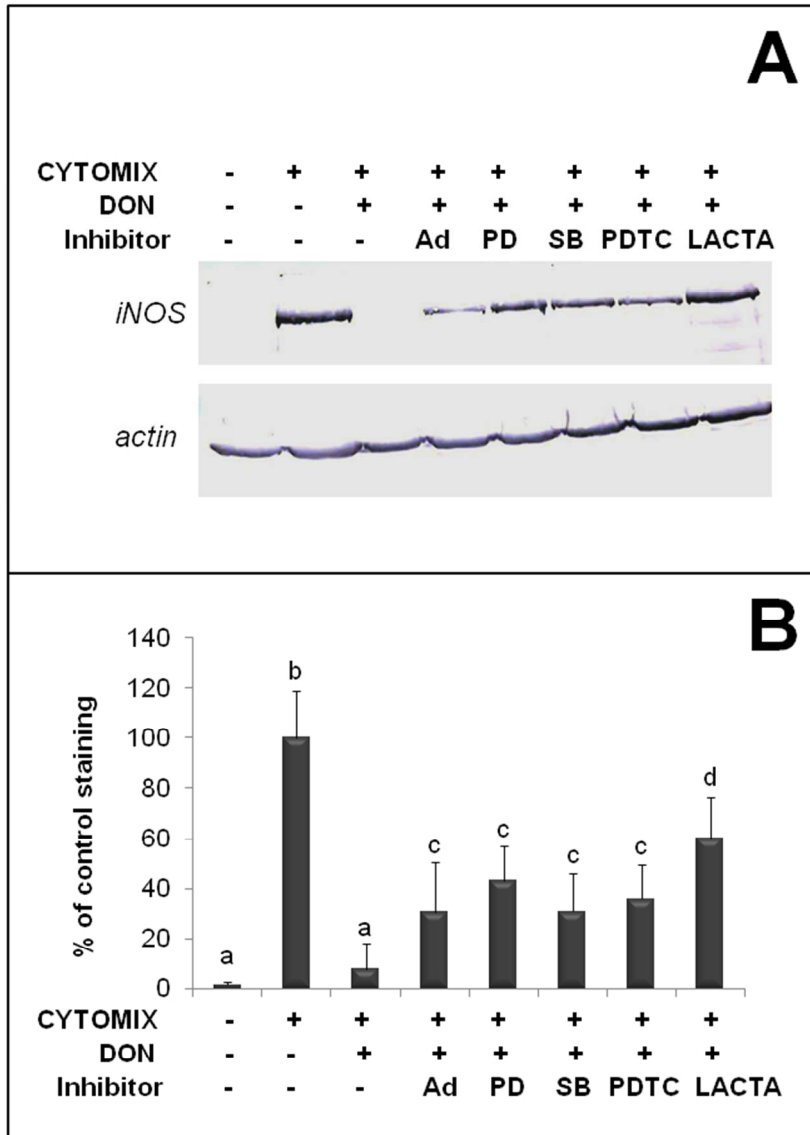 A
CYTOMIX - + + + + + + +
DON - - + + + + + +
Inhibitor - - - Ad PD SB PDTC LACTA
iNOS
actin
B
% of control staining
140
120
100
80
60
40
20
0
a b a c c c c d
CYTOMIX - + + + + + + +
DON - - + + + + + +
Inhibitor - - - Ad PD SB PDTC LACTA